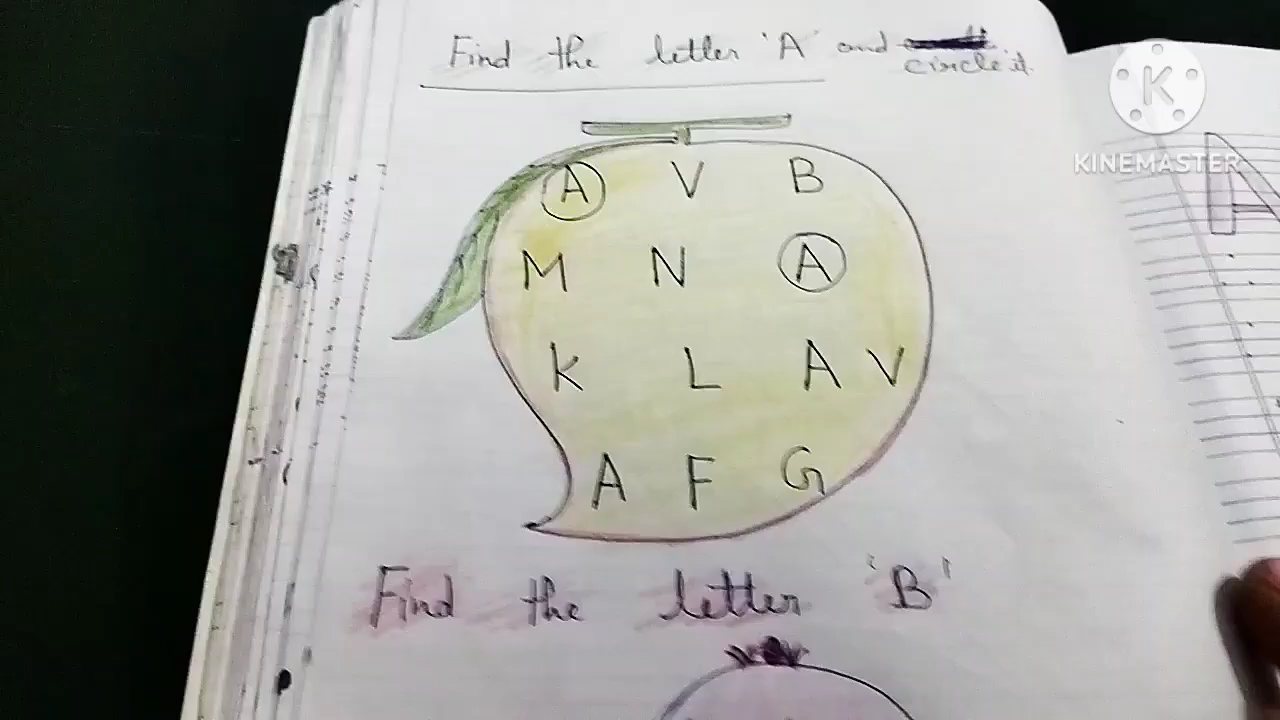 Find the letter 'A' and
circle it.
K
KINEMASTER
A
A V B
M N A
K L A V
A F G
Find the letter 'B'